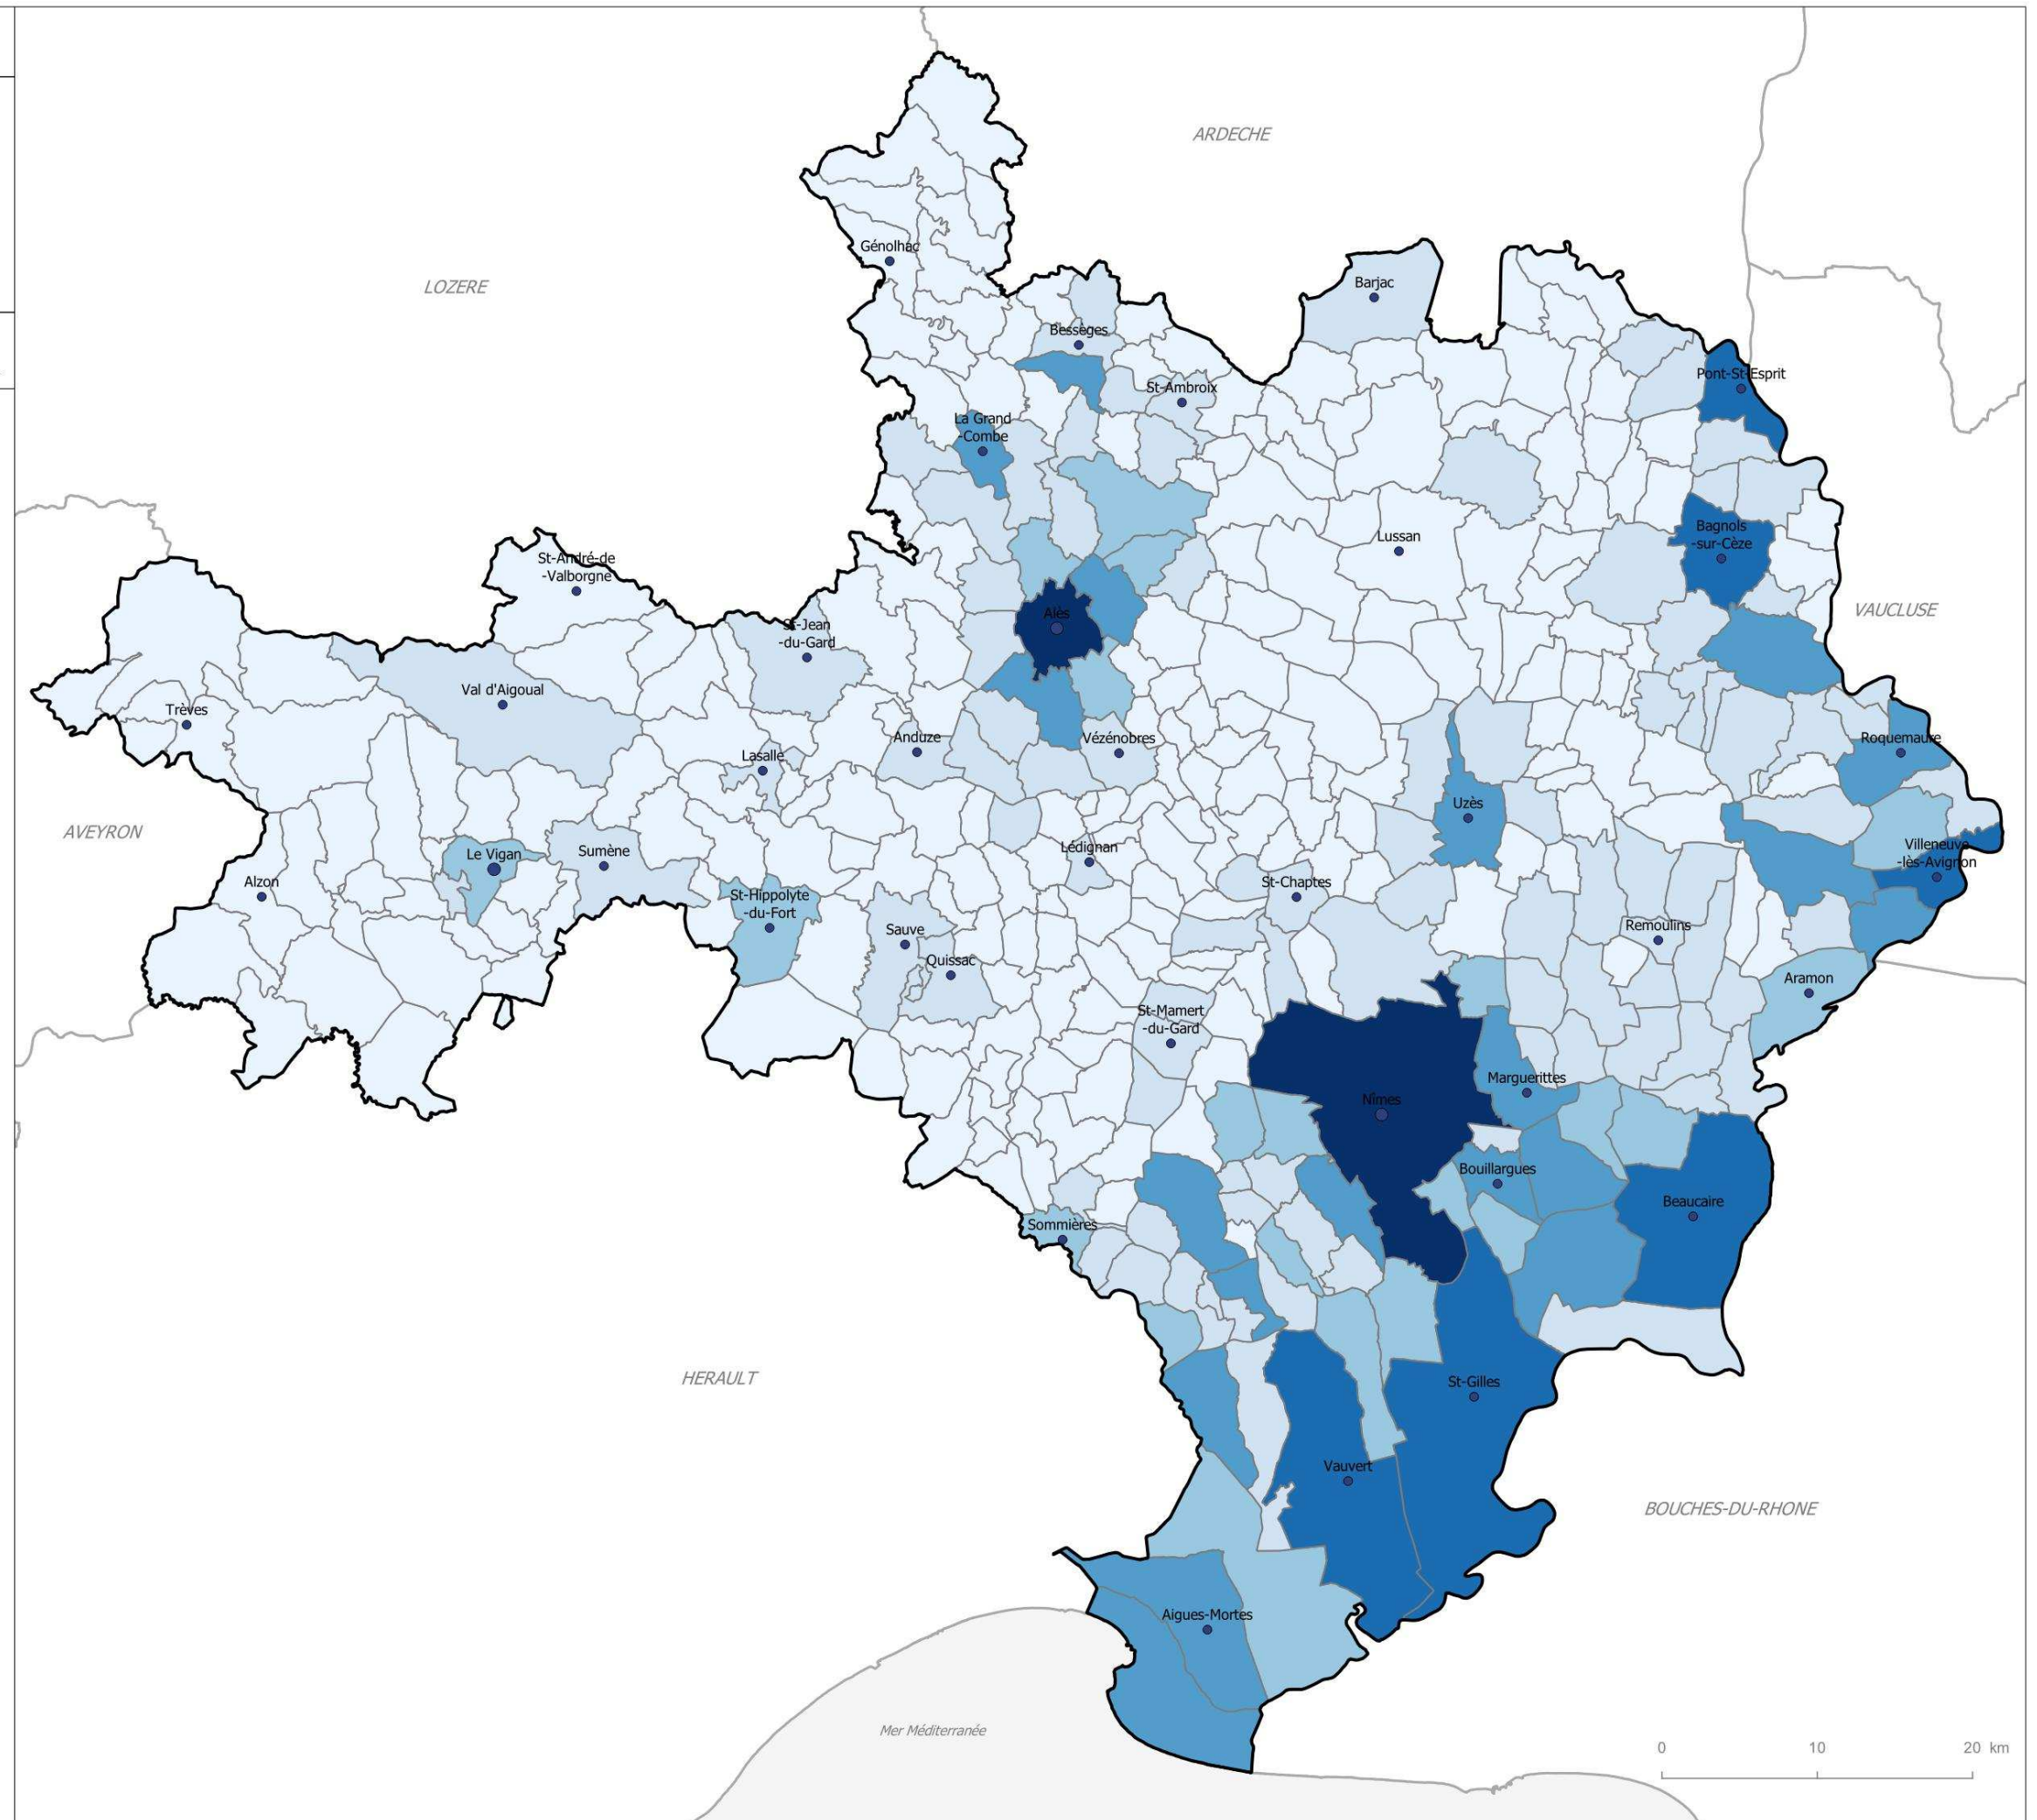 ARDECHE
Génolhac
LOZERE
Barjac
Bessèges
Pont-St-Esprit
St-Ambroix
La Grand
-Combe
Bagnols
-sur-Cèze
Lussan
St-André-de
-Valborgne
VAUCLUSE
Alès
St-Jean
-du-Gard
Val d'Aigoual
Trèves
Anduze
Vézénobres
Roquemaure
Lasalle
Uzès
AVEYRON
Villeneuve
-lès-Avignon
Lédignan
Le Vigan
Sumène
Alzon
St-Chaptes
St-Hippolyte
-du-Fort
Remoulins
Sauve
Quissac
Aramon
St-Mamert
-du-Gard
Marguerittes
Nîmes
Bouillargues
Beaucaire
Sommières
HERAULT
St-Gilles
Vauvert
BOUCHES-DU-RHONE
Aigues-Mortes
Mer Méditerranée
0 10 20 km